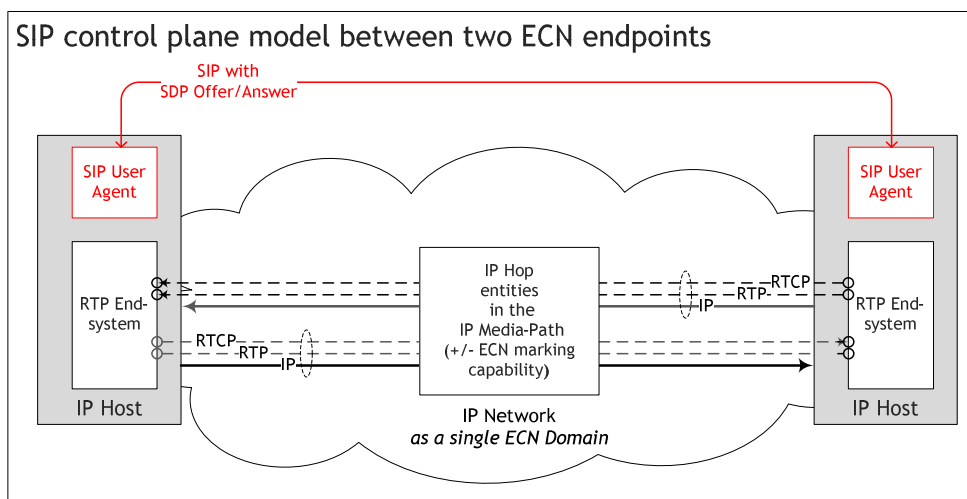 SIP control plane model between two ECN endpoints
SIP with
SDP Offer/Answer
SIP User
Agent
SIP User
Agent
RTP End-
system
IP Hop
entities
in the
IP Media-Path
(+/- ECN marking
capability)
RTCP
RTP
IP
RTP End-
system
RTCP
RTP
IP
IP Host
IP Network
as a single ECN Domain
IP Host